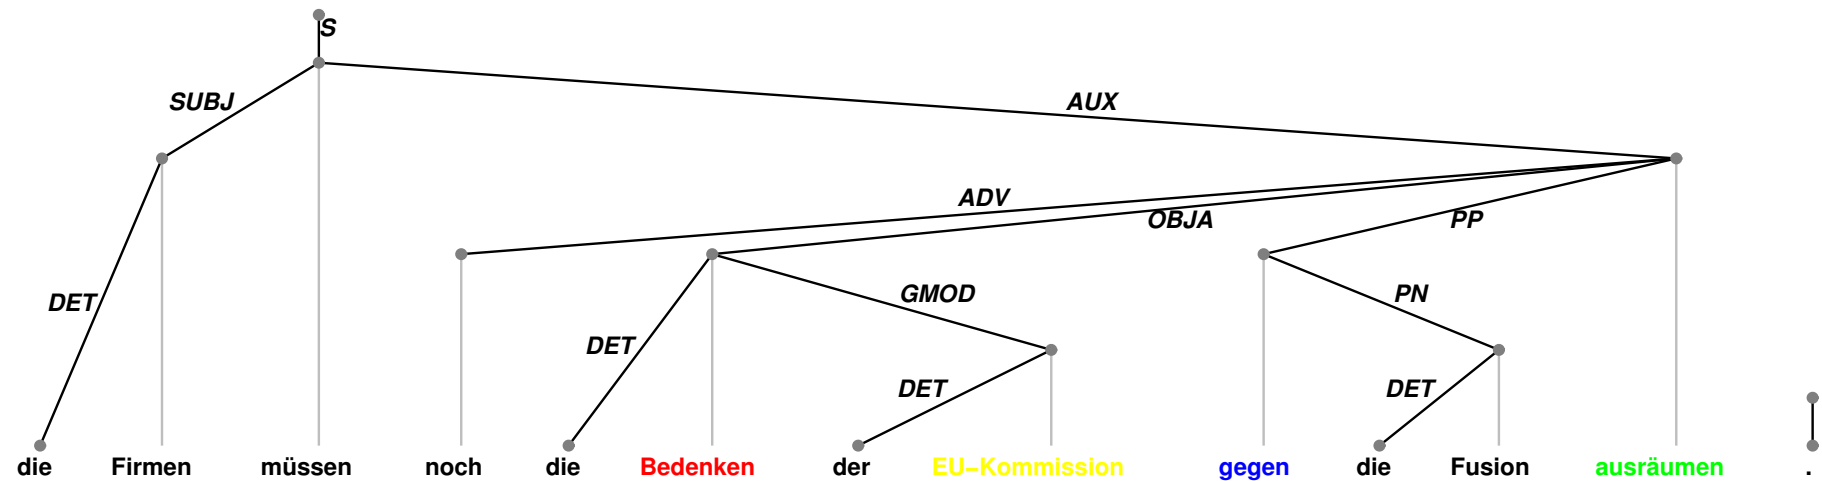 S
SUBJ AUX
ADV
OBJA PP
DET GMOD PN
DET
DET DET
die Firmen müssen noch die Bedenken der EU−Kommission gegen die Fusion ausräumen .